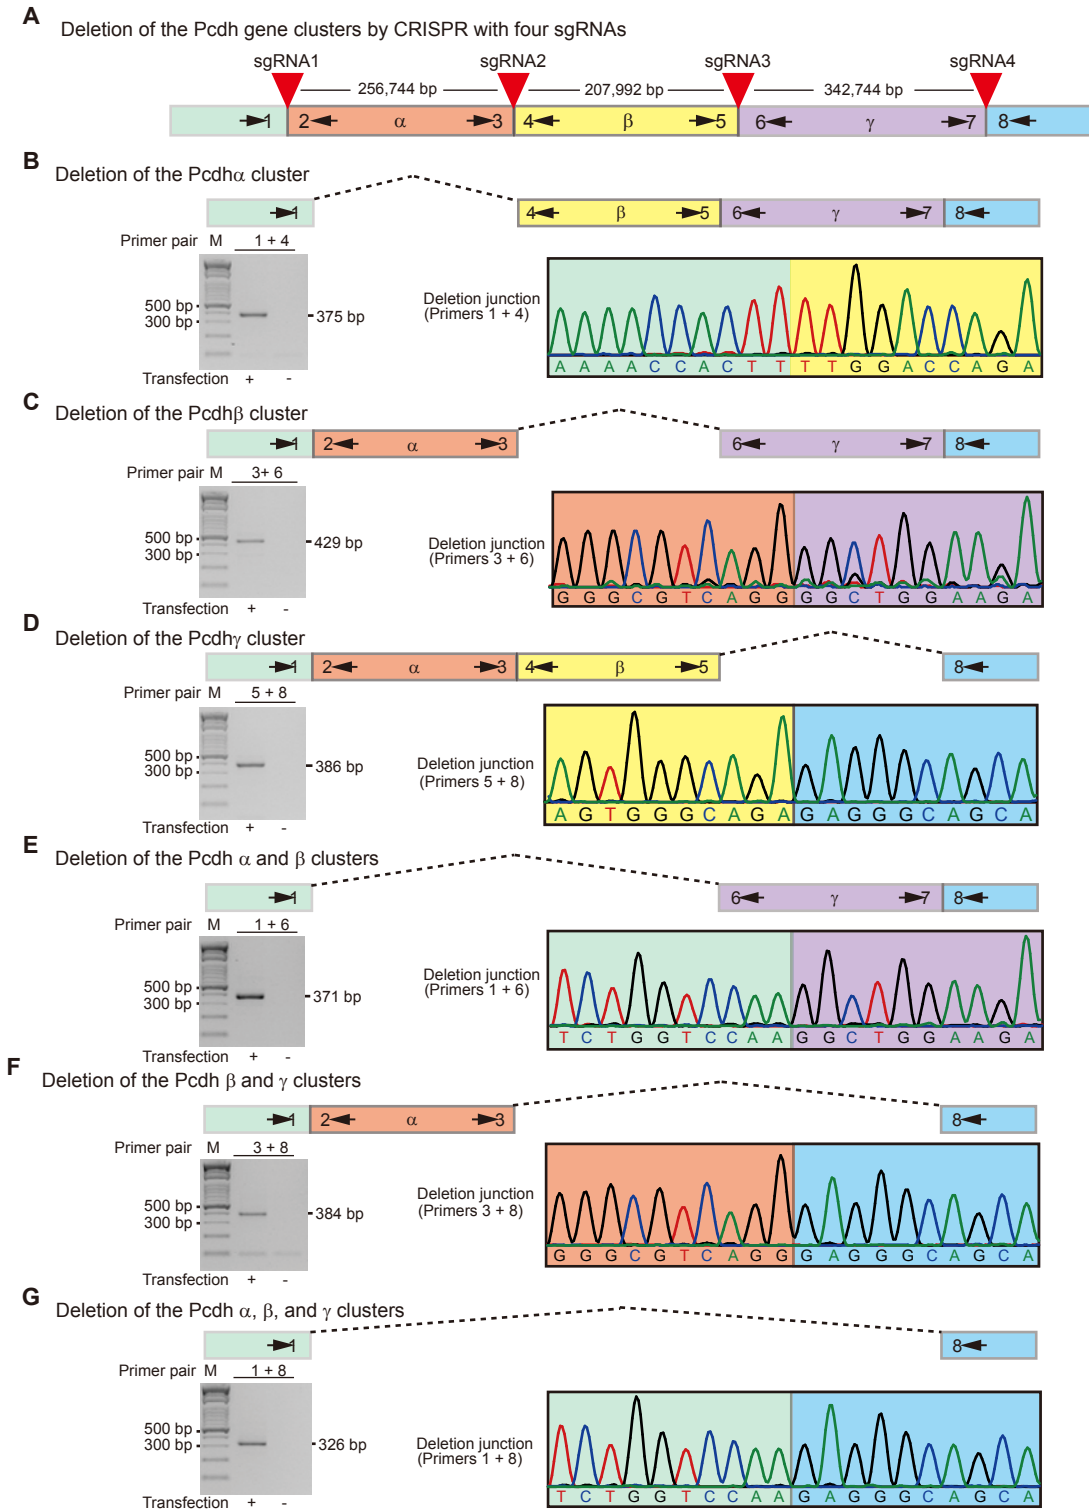 A
Deletion of the Pcdh gene clusters by CRISPR with four sgRNAs
sgRNA1 sgRNA2 sgRNA3 sgRNA4
256,744 bp 207,992 bp 342,744 bp
1 2 α 3 4 β 5 6 γ 7 8
B
Deletion of the Pcdhα cluster
1 4 β 5 6 γ 7 8
Primer pair M 1 + 4
500 bp
300 bp
375 bp
Transfection + -
Deletion junction
(Primers 1 + 4)
A A A A C C A C T T T T G G A C C A G A
C
Deletion of the Pcdhβ cluster
1 2 α 3 6 γ 7 8
Primer pair M 3+ 6
500 bp
300 bp
429 bp
Transfection + -
Deletion junction
(Primers 3 + 6)
G G G C G T C A G G G G C T G G A A G A
D
Deletion of the Pcdhγ cluster
1 2 α 3 4 β 5 8
Primer pair M 5 + 8
500 bp
300 bp
386 bp
Transfection + -
Deletion junction
(Primers 5 + 8)
A G T G G G C A G A G A G G G C A G C A
E
Deletion of the Pcdh α and β clusters
1 6 γ 7 8
Primer pair M 1 + 6
500 bp
300 bp
371 bp
Transfection + -
Deletion junction
(Primers 1 + 6)
T C T G G T C C A A G G C T G G A A G A
F
Deletion of the Pcdh β and γ clusters
1 2 α 3 8
Primer pair M 3 + 8
500 bp
300 bp
384 bp
Transfection + -
Deletion junction
(Primers 3 + 8)
G G G C G T C A G G G A G G G C A G C A
G
Deletion of the Pcdh α, β, and γ clusters
1 8
Primer pair M 1 + 8
500 bp
300 bp
326 bp
Transfection + -
Deletion junction
(Primers 1 + 8)
T C T G G T C C A A G A G G G C A G C A